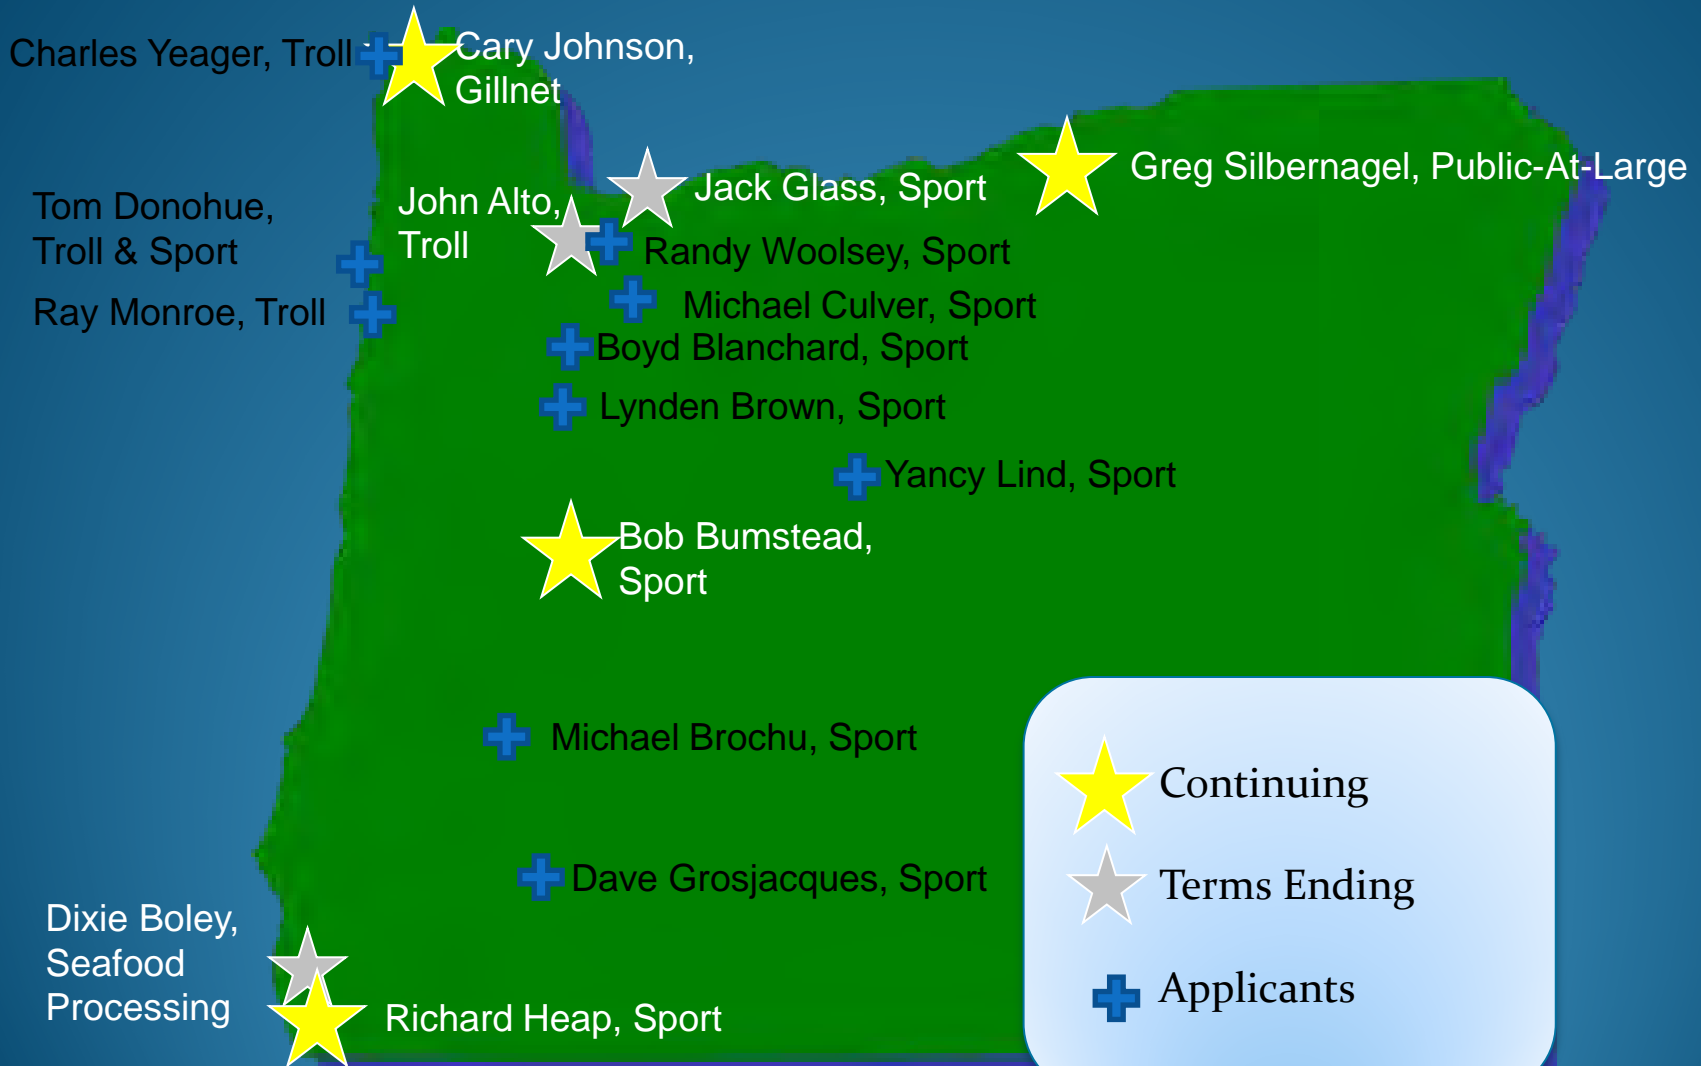 Charles Yeager, Troll
Cary Johnson,
Gillnet
Greg Silbernagel, Public-At-Large
Jack Glass, Sport
John Alto,
Troll
Tom Donohue,
Troll & Sport
Randy Woolsey, Sport
Ray Monroe, Troll
Michael Culver, Sport
Boyd Blanchard, Sport
Lynden Brown, Sport
Yancy Lind, Sport
Bob Bumstead,
Sport
Michael Brochu, Sport
Dave Grosjacques, Sport
Dixie Boley,
Seafood
Processing
Richard Heap, Sport
Continuing
Terms Ending
Applicants